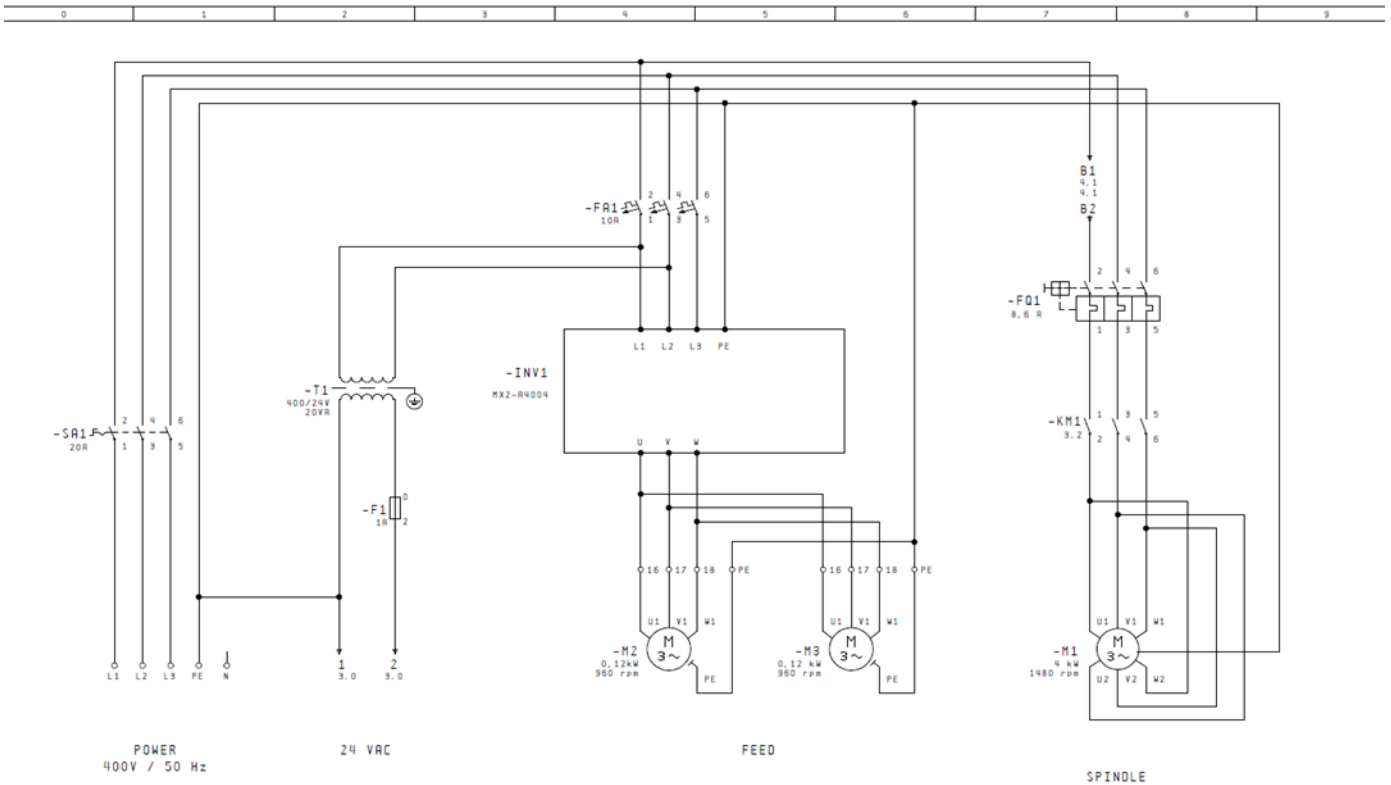 0 1 2 3 4 5 6 7 8 9
B1
4.1
4.1
B2
2 4 6
-FA1
10A
1 3 5
2 4 6
-FQ1
8,6 A
1 3 5
L1 L2 L3 PE
-INV1
MX2-A4004
U V W
-T1
400/24V
20VA
2 4 6
-SA1
20A
1 3 5
1 3 5
-KM1
3.2
2 4 6
0
-F1
1A
2
16 17 18 PE
16 17 18 PE
U1 V1 W1
-M2
0,12kW
960 rpm
M
3~
PE
U1 V1 W1
-M3
0,12 kW
960 rpm
M
3~
PE
U1 V1 W1
-M1
4 kW
1480 rpm
M
3~
U2 V2 W2
L1 L2 L3 PE N
1
3.0
2
3.0
POWER
400V / 50 Hz
24 VAC
FEED
SPINDLE